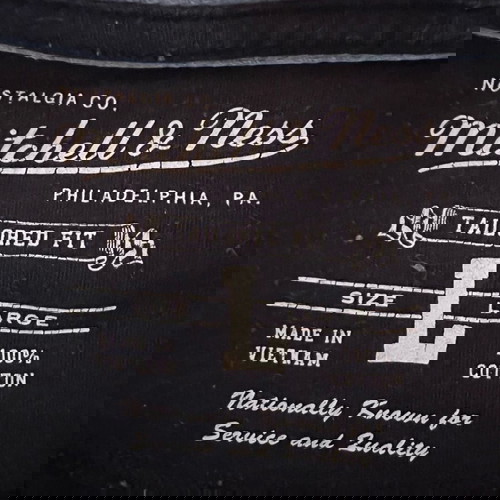 NOSTALGIA CO.
Mitchell & Ness
PHILADELPHIA, PA.
TAILORED FIT
SIZE L
LARGE
100%
COTTON
MADE IN
VIETNAM
Nationally Known for
Service and Quality